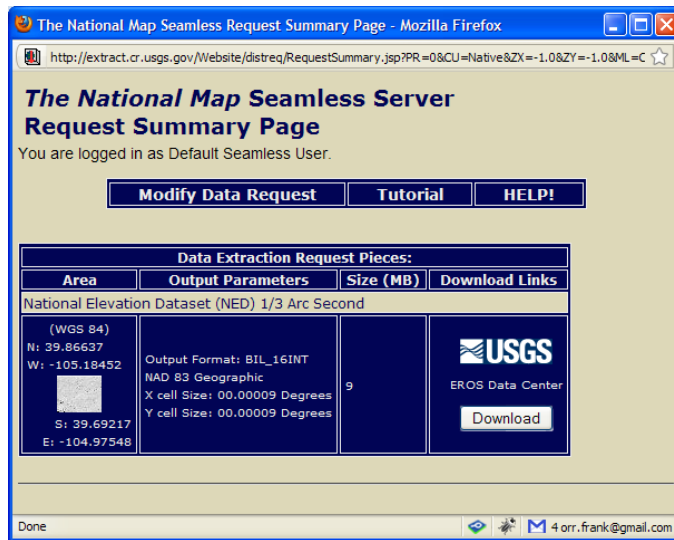 The National Map Seamless Request Summary Page - Mozilla Firefox
http://extract.cr.usgs.gov/Website/distreq/RequestSummary.jsp?PR=0&CU=Native&ZX=-1.0&ZY=-1.0&ML=C
The National Map Seamless Server
Request Summary Page
You are logged in as Default Seamless User.
Modify Data Request Tutorial HELP!
Data Extraction Request Pieces:
Area Output Parameters Size (MB) Download Links
National Elevation Dataset (NED) 1/3 Arc Second
(WGS 84)
N: 39.86637
W: -105.18452
S: 39.69217
E: -104.97548
Output Format: BIL_16INT
NAD 83 Geographic
X cell Size: 00.00009 Degrees
Y cell Size: 00.00009 Degrees
9
USGS
EROS Data Center
Download
Done
4 orr.frank@gmail.com